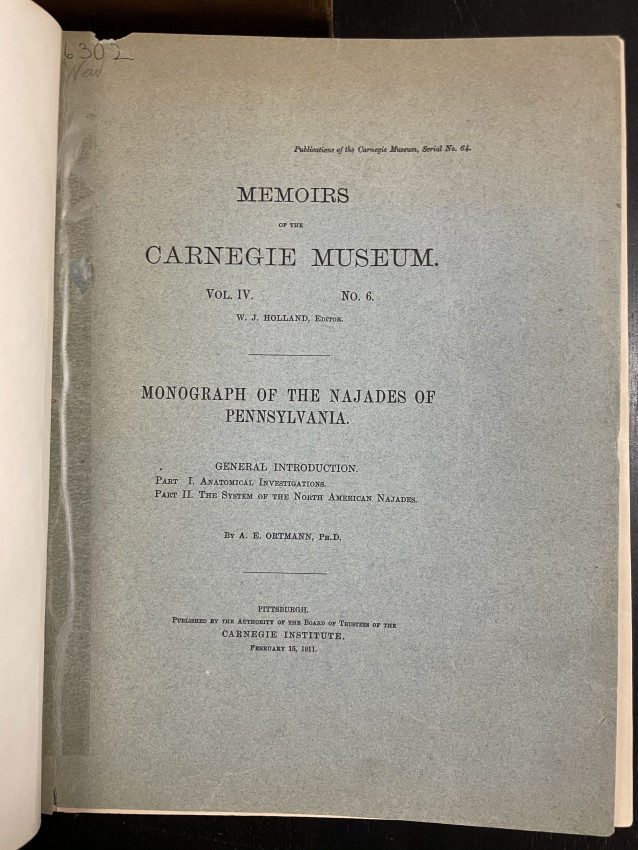 6302
New
Publications of the Carnegie Museum, Serial No. 64.
MEMOIRS
OF THE
CARNEGIE MUSEUM.
VOL. IV. NO. 6.
W. J. HOLLAND, EDITOR.
MONOGRAPH OF THE NAJADES OF
PENNSYLVANIA.
GENERAL INTRODUCTION.
PART I. ANATOMICAL INVESTIGATIONS.
PART II. THE SYSTEM OF THE NORTH AMERICAN NAJADES.
BY A. E. ORTMANN, PH.D.
PITTSBURGH.
PUBLISHED BY THE AUTHORITY OF THE BOARD OF TRUSTEES OF THE
CARNEGIE INSTITUTE.
FEBRUARY 15, 1911.